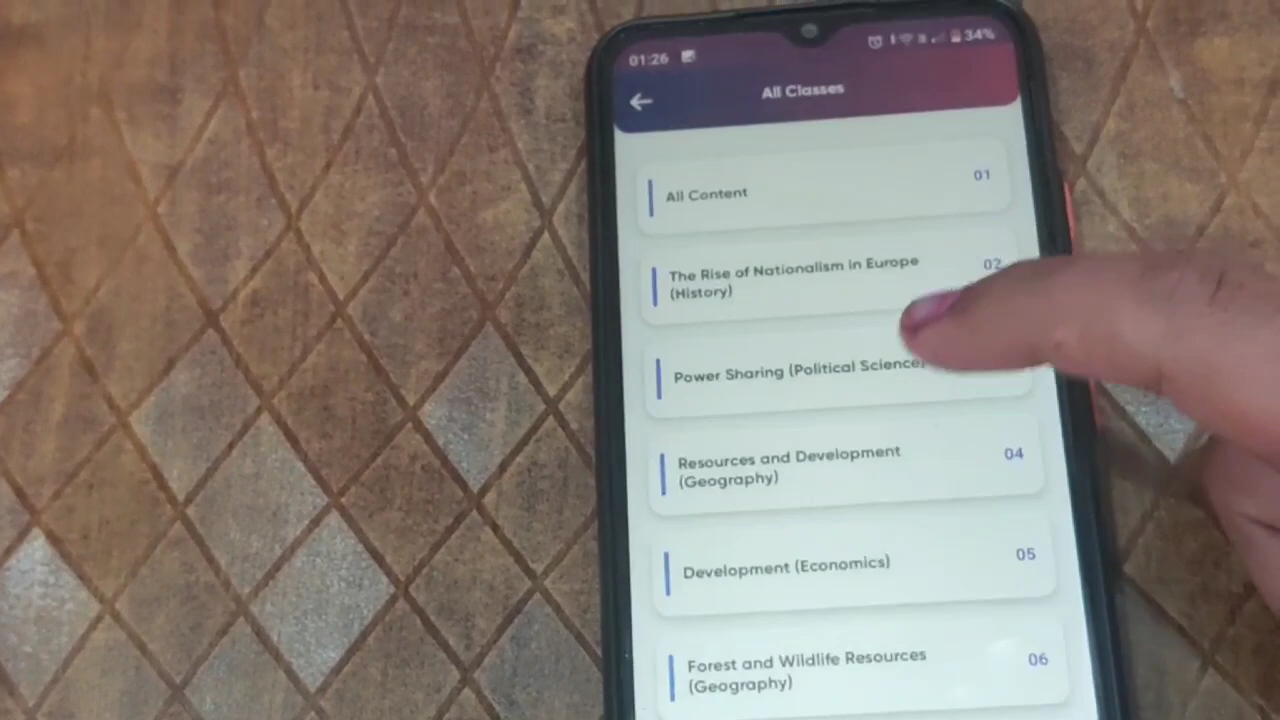 01:26
34%
All Classes
All Content
01
The Rise of Nationalism in Europe
(History)
02
Power Sharing (Political Science)
Resources and Development
(Geography)
04
Development (Economics)
05
Forest and Wildlife Resources
(Geography)
06